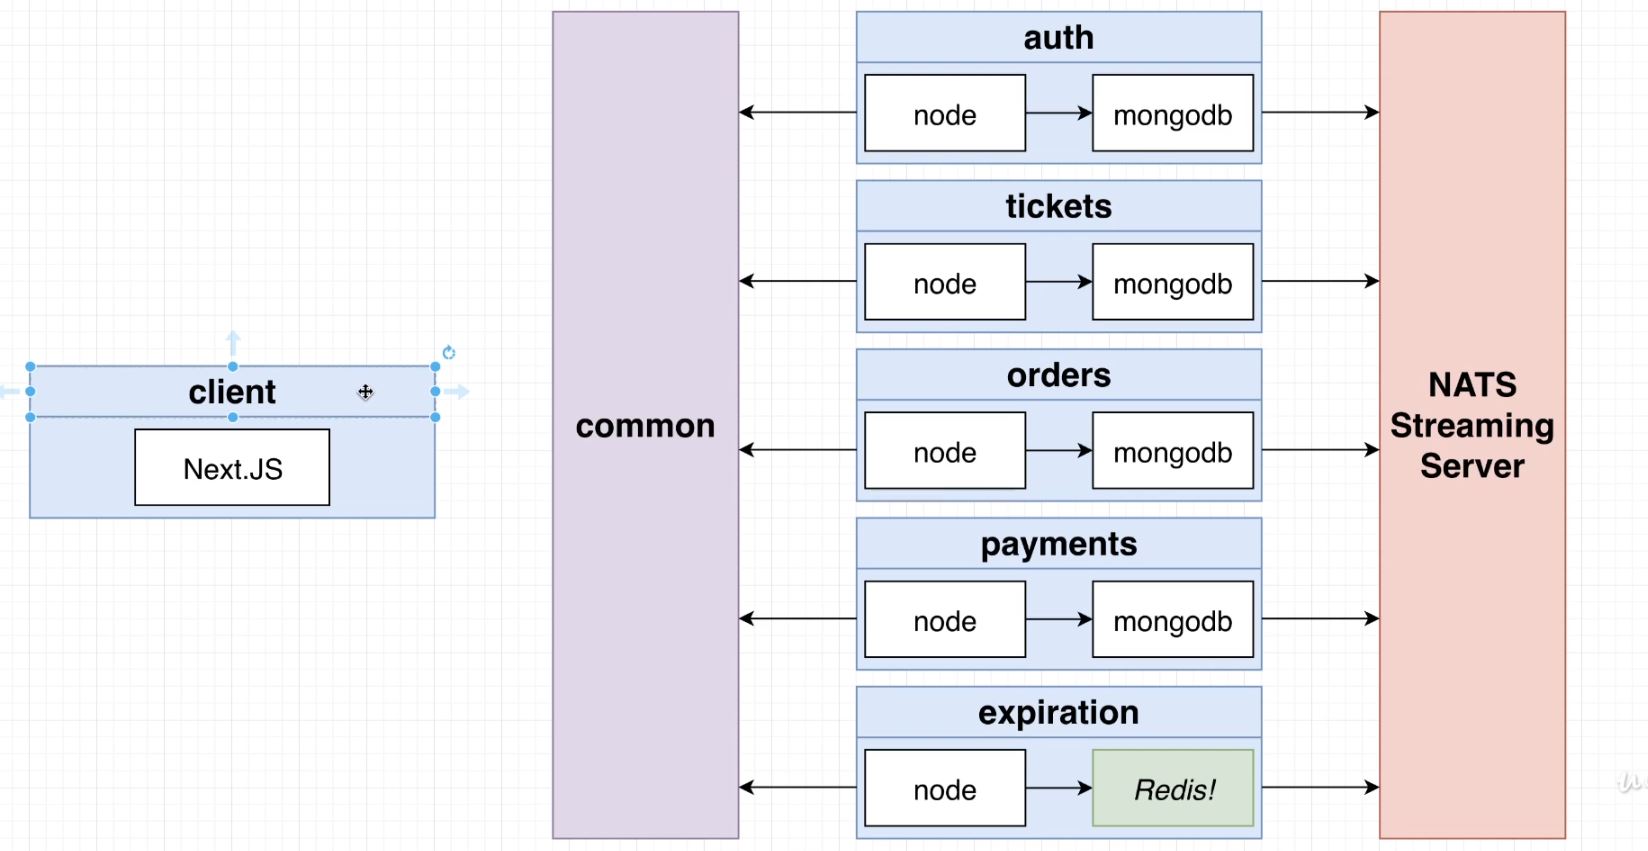 auth
node
mongodb
tickets
node
mongodb
client
Next.JS
common
orders
node
mongodb
NATS
Streaming
Server
payments
node
mongodb
expiration
node
Redis!